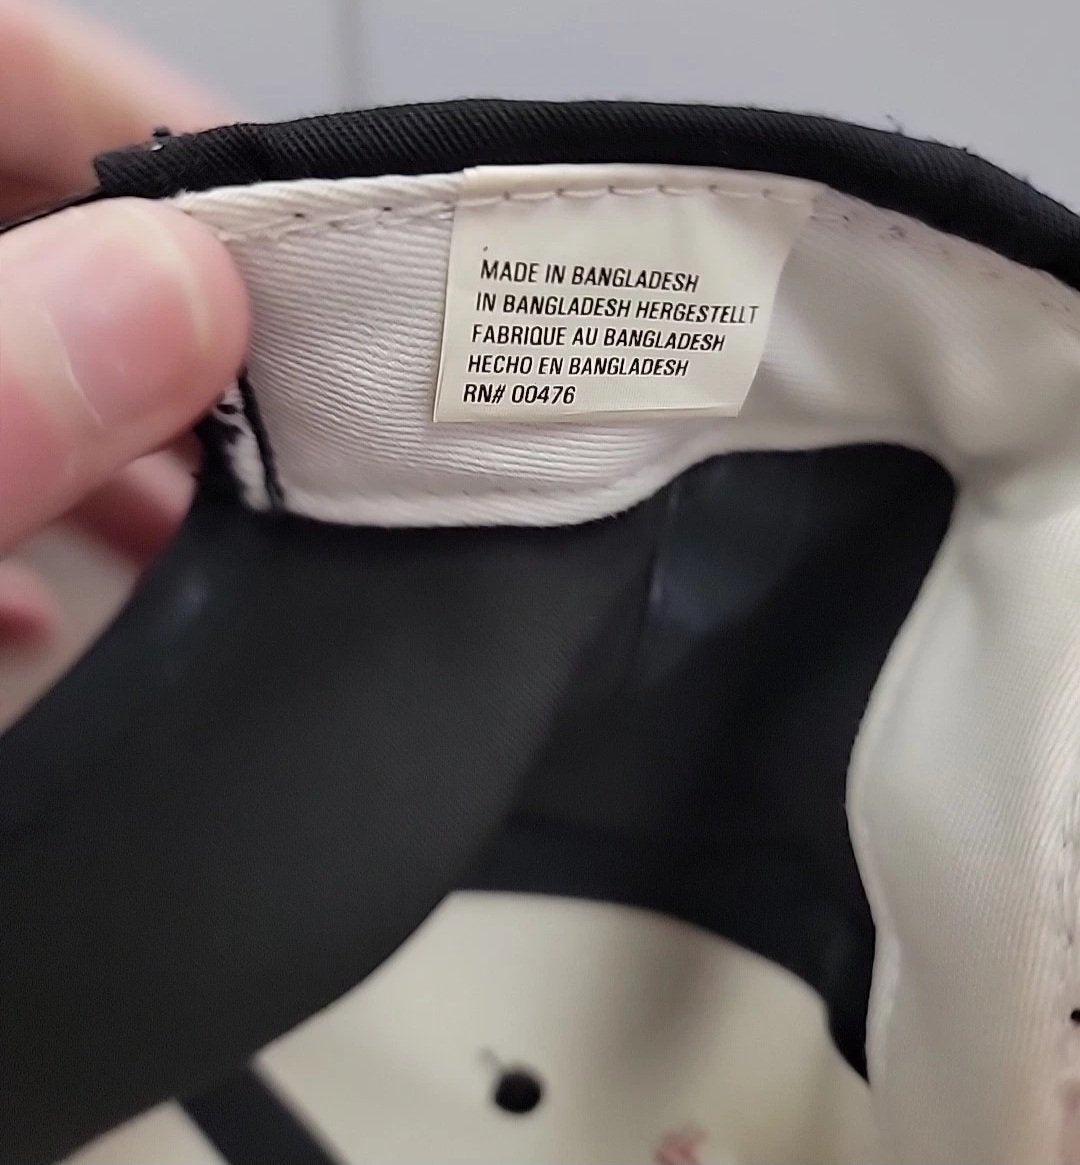 MADE IN BANGLADESH
IN BANGLADESH HERGESTELLT
FABRIQUE AU BANGLADESH
HECHO EN BANGLADESH
RN# 00476